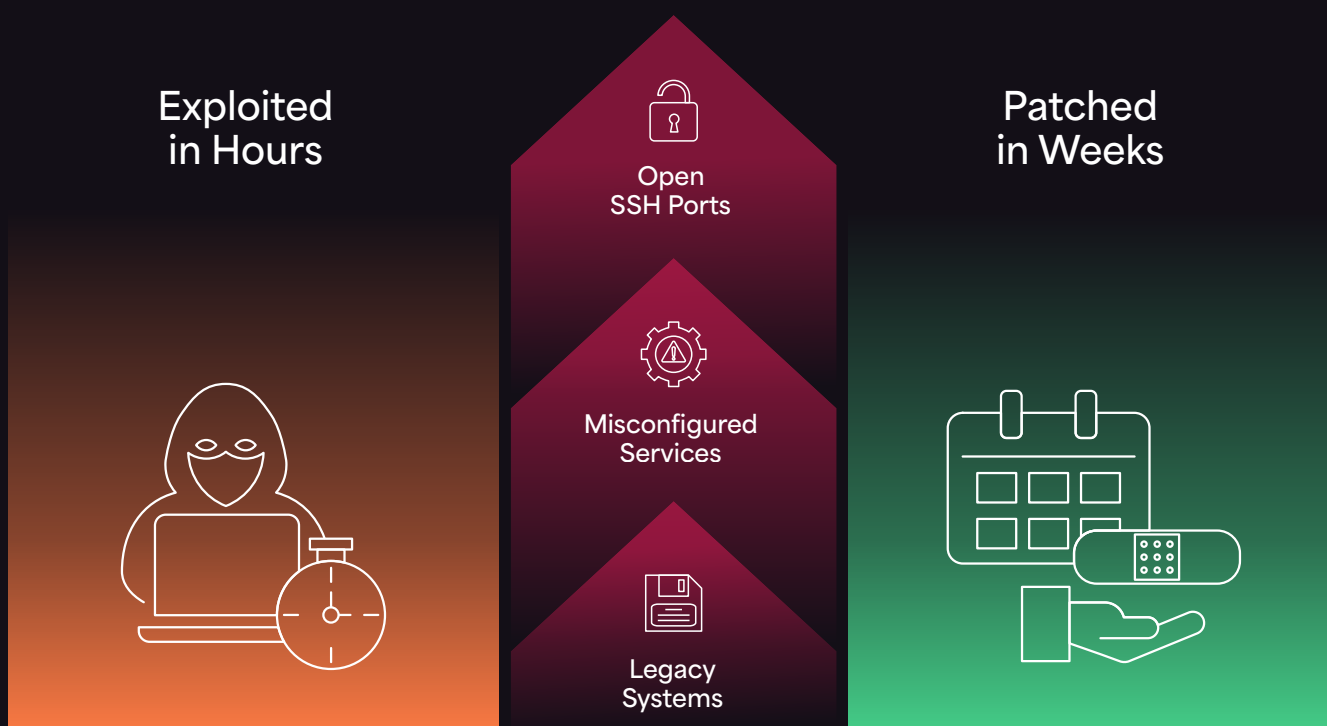 Exploited
in Hours
Open
SSH Ports
Misconfigured
Services
Legacy
Systems
Patched
in Weeks